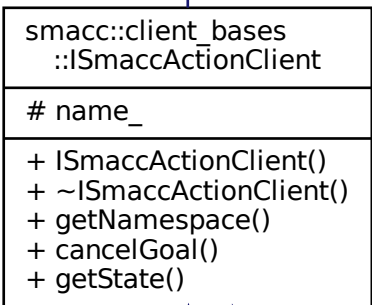 smacc::client_bases
::ISmaccActionClient
# name_
+ ISmaccActionClient()
+ ~ISmaccActionClient()
+ getNamespace()
+ cancelGoal()
+ getState()